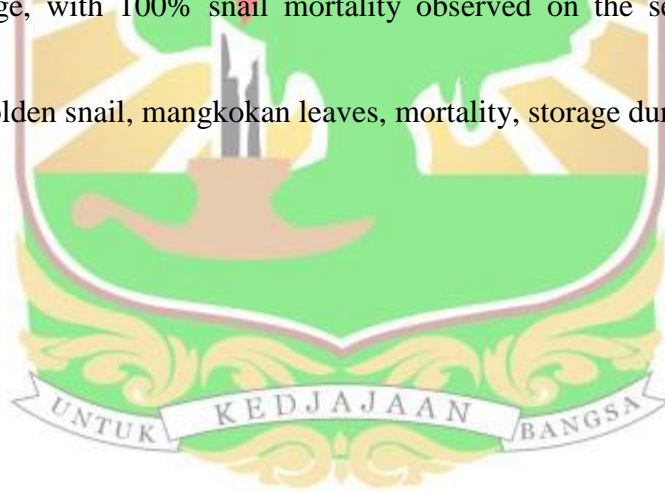 ge, with 100% snail mortality observed on the se
olden snail, mangkokan leaves, mortality, storage dur
UNTUK KEDJAJAAN BANGSA